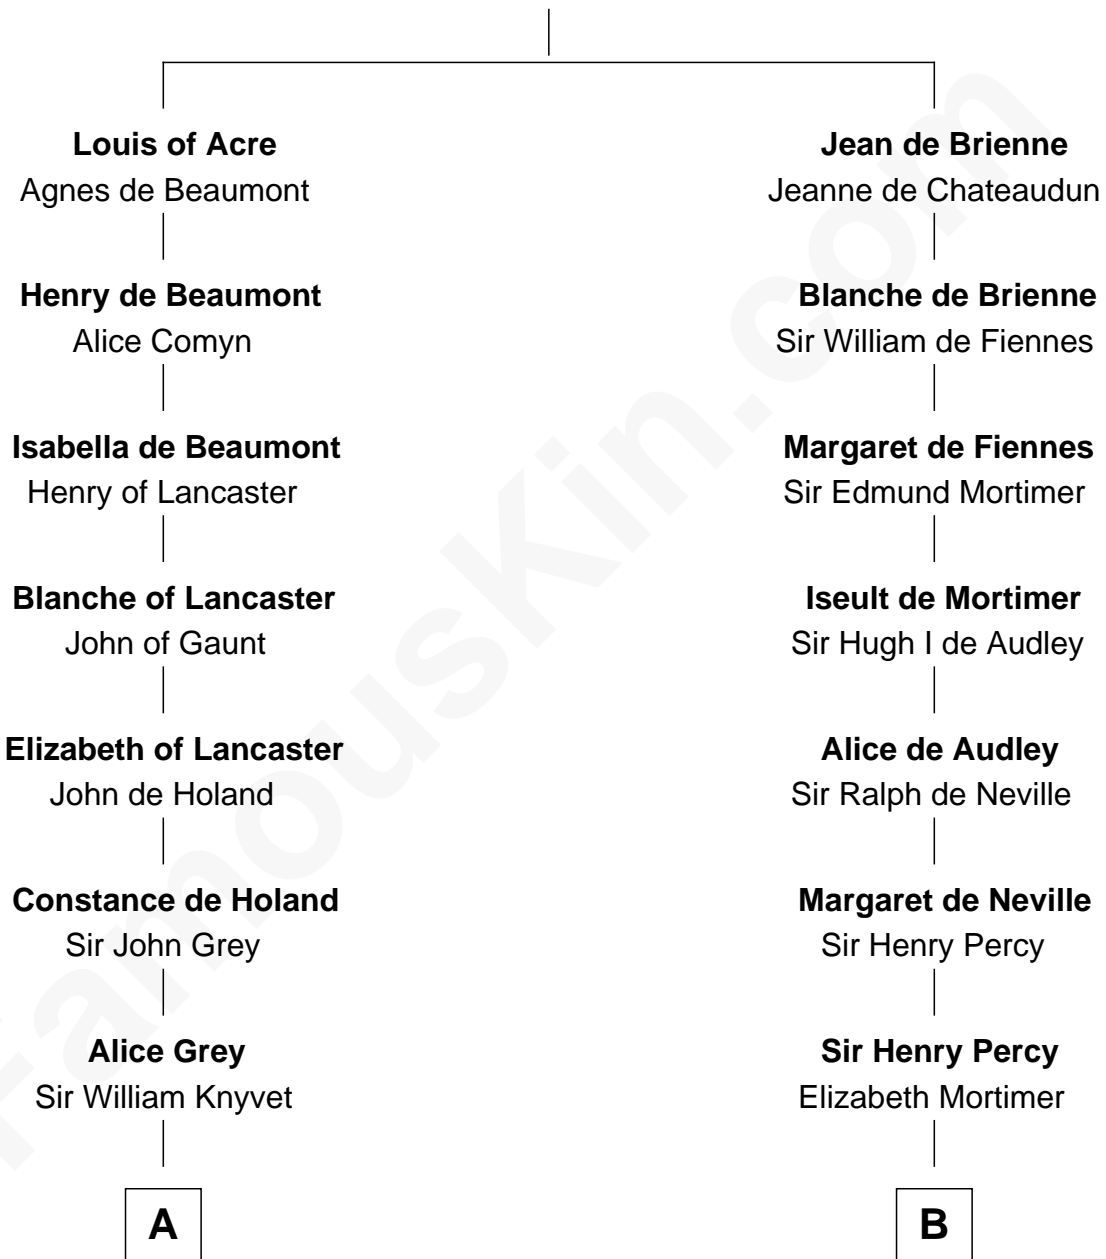 Louis of Acre
Agnes de Beaumont
Henry de Beaumont
Alice Comyn
Isabella de Beaumont
Henry of Lancaster
Blanche of Lancaster
John of Gaunt
Elizabeth of Lancaster
John de Holand
Constance de Holand
Sir John Grey
Alice Grey
Sir William Knyvet
A
Jean de Brienne
Jeanne de Chateaudun
Blanche de Brienne
Sir William de Fiennes
Margaret de Fiennes
Sir Edmund Mortimer
Iseult de Mortimer
Sir Hugh I de Audley
Alice de Audley
Sir Ralph de Neville
Margaret de Neville
Sir Henry Percy
Sir Henry Percy
Elizabeth Mortimer
B
FamousKin.com